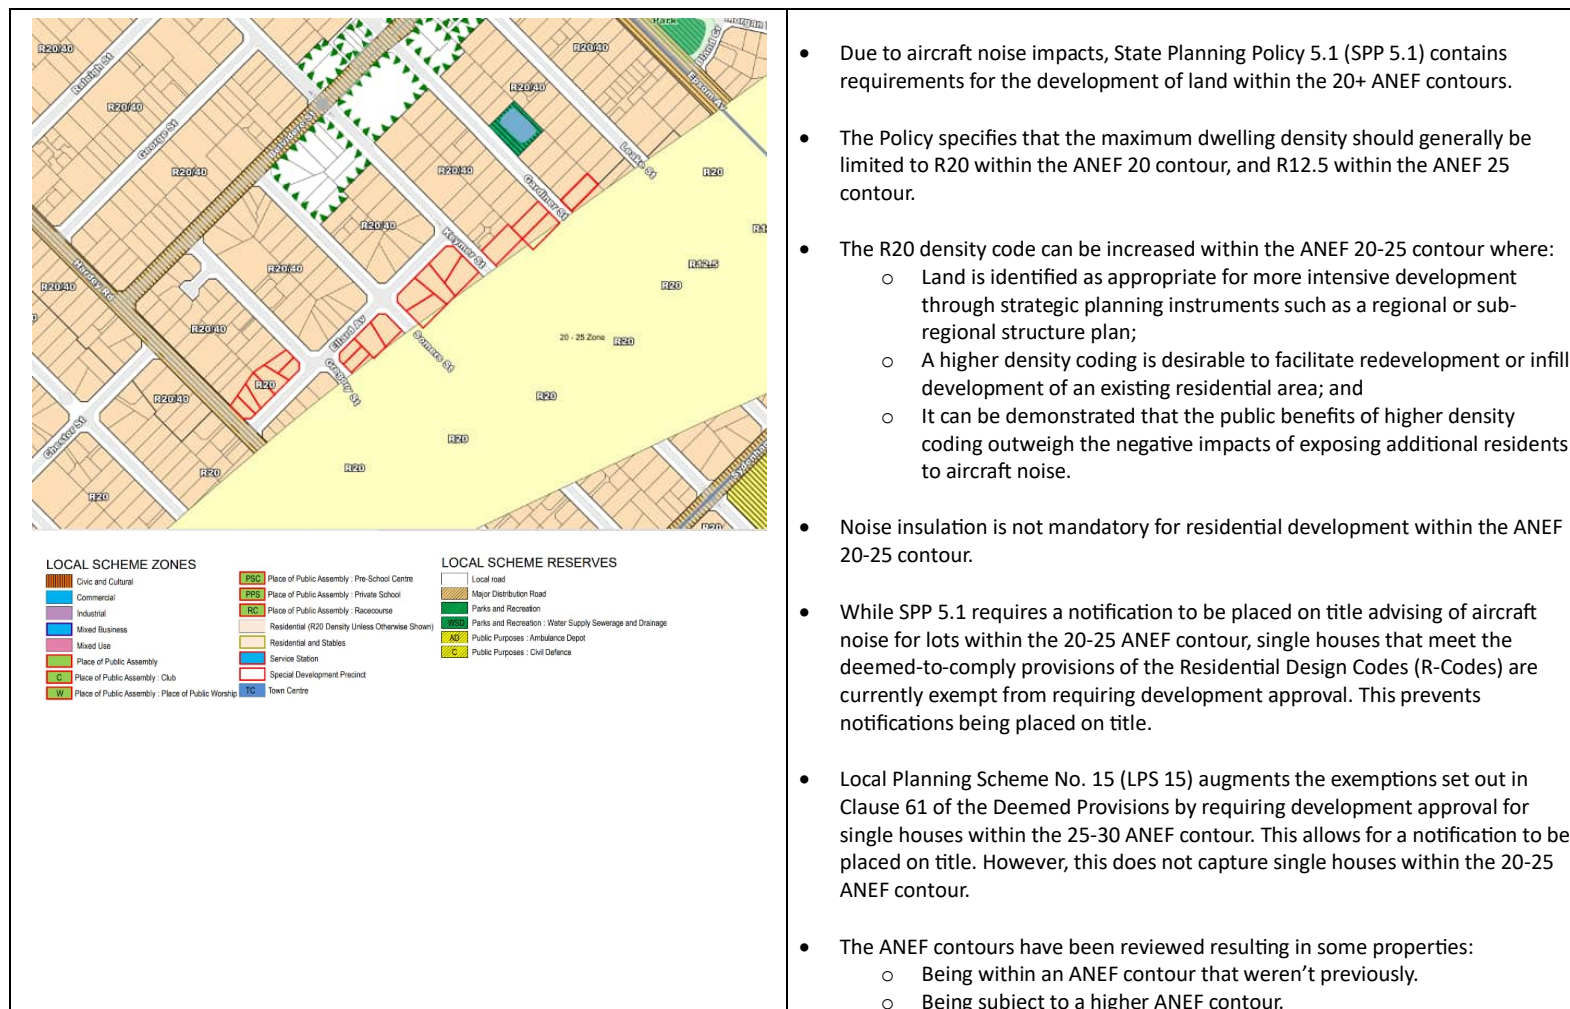 Park
Morgan
Bland Cr
R20/40
R20/40
R20/40
Raleigh St
Epsom Av
R20/40
Belvidere St
George St
Leake St
R20/40
R20/40
R20
Gardiner St
R20/40
Keymer St
R12.5
Hardey Rd
R20/40
R20/40
R20
R20/40
Ellard Av
Somers St
20 - 25 Zone
R20
R20
Gregory St
R20/40
R20
Chester St
R20
R20
R20
Sydenham
R20
R20
LOCAL SCHEME ZONES
Civic and Cultural
Commercial
Industrial
Mixed Business
Mixed Use
Place of Public Assembly
C Place of Public Assembly : Club
W Place of Public Assembly : Place of Public Worship
PSC Place of Public Assembly : Pre-School Centre
PPS Place of Public Assembly : Private School
RC Place of Public Assembly : Racecourse
Residential (R20 Density Unless Otherwise Shown)
Residential and Stables
Service Station
Special Development Precinct
TC Town Centre
LOCAL SCHEME RESERVES
Local road
Major Distribution Road
Parks and Recreation
WSD Parks and Recreation : Water Supply Sewerage and Drainage
AD Public Purposes : Ambulance Depot
C Public Purposes : Civil Defence
• Due to aircraft noise impacts, State Planning Policy 5.1 (SPP 5.1) contains
requirements for the development of land within the 20+ ANEF contours.
• The Policy specifies that the maximum dwelling density should generally be
limited to R20 within the ANEF 20 contour, and R12.5 within the ANEF 25
contour.
• The R20 density code can be increased within the ANEF 20-25 contour where:
o Land is identified as appropriate for more intensive development
through strategic planning instruments such as a regional or sub-
regional structure plan;
o A higher density coding is desirable to facilitate redevelopment or infill
development of an existing residential area; and
o It can be demonstrated that the public benefits of higher density
coding outweigh the negative impacts of exposing additional residents
to aircraft noise.
• Noise insulation is not mandatory for residential development within the ANEF
20-25 contour.
• While SPP 5.1 requires a notification to be placed on title advising of aircraft
noise for lots within the 20-25 ANEF contour, single houses that meet the
deemed-to-comply provisions of the Residential Design Codes (R-Codes) are
currently exempt from requiring development approval. This prevents
notifications being placed on title.
• Local Planning Scheme No. 15 (LPS 15) augments the exemptions set out in
Clause 61 of the Deemed Provisions by requiring development approval for
single houses within the 25-30 ANEF contour. This allows for a notification to be
placed on title. However, this does not capture single houses within the 20-25
ANEF contour.
• The ANEF contours have been reviewed resulting in some properties:
o Being within an ANEF contour that weren't previously.
o Being subject to a higher ANEF contour.